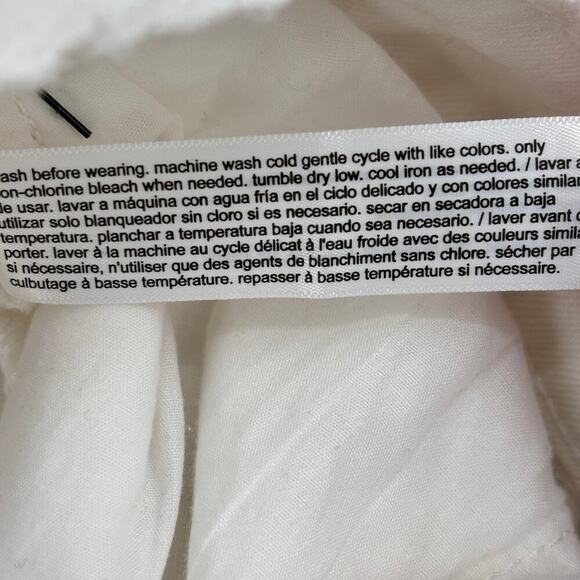 ash before wearing. machine wash cold gentle cycle with like colors. only
on-chlorine bleach when needed. tumble dry low. cool iron as needed. / lavar a
de usar. lavar a máquina con agua fría en el ciclo delicado y con colores similar
utilizar solo blanqueador sin cloro si es necesario. secar en secadora a baja
temperatura. planchar a temperatura baja cuando sea necesario. / laver avant d
porter. laver à la machine au cycle délicat à l'eau froide avec des couleurs simila
si nécessaire, n'utiliser que des agents de blanchiment sans chlore. sécher par
culbutage à basse température. repasser à basse température si nécessaire.